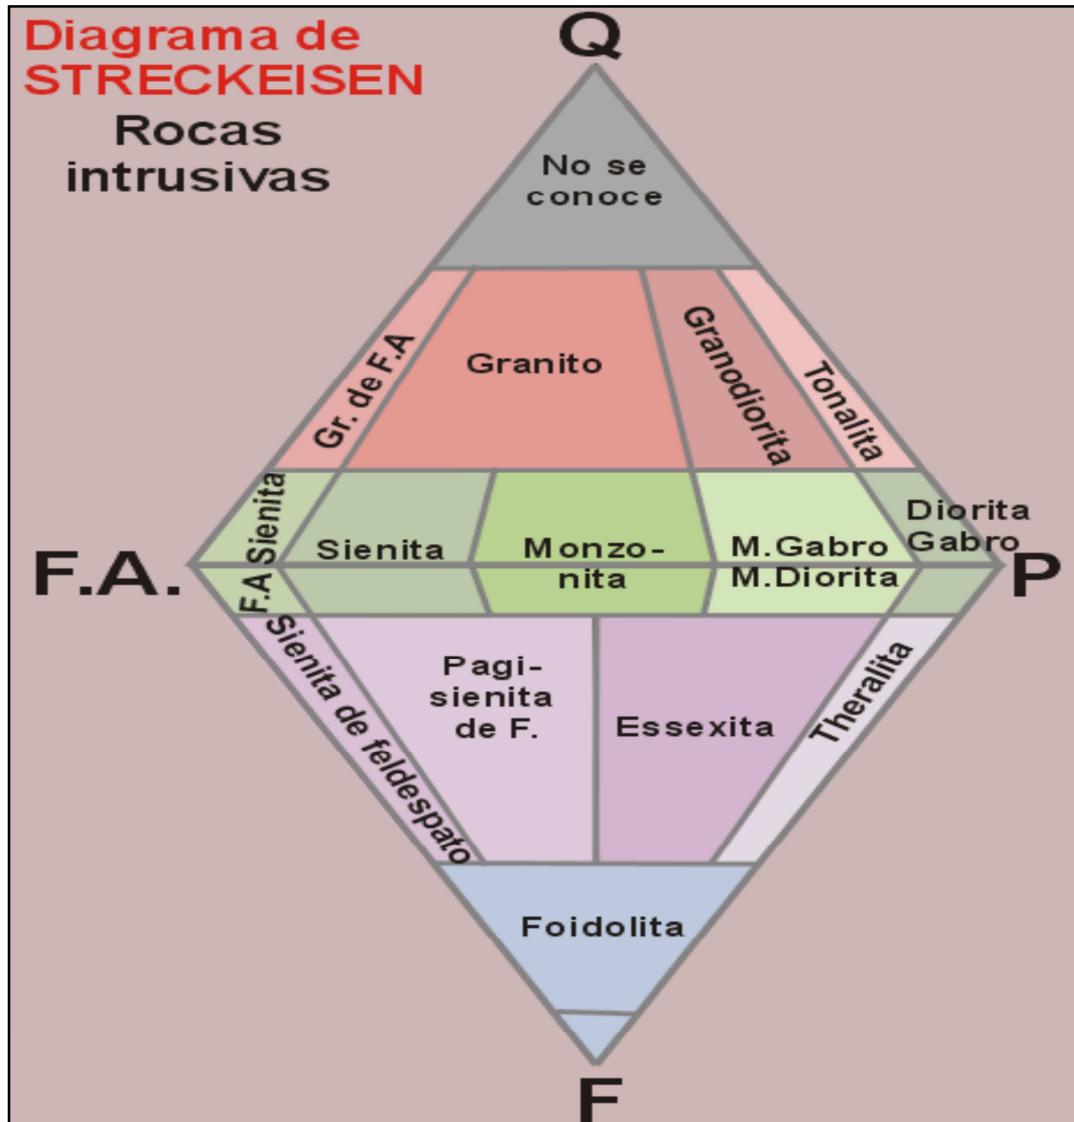 Diagrama de
STRECKEISEN
Rocas
intrusivas
Q
No se
conoce
Gr. de F.A
Granito
Granodiorita
Tonalita
F.A Sienita
Sienita
Monzo-
nita
M.Gabro
M.Diorita
Diorita
Gabro
F.A.
P
Sienita de feldespato
Pagi-
sienita
de F.
Essexita
Theralita
Foidolita
F